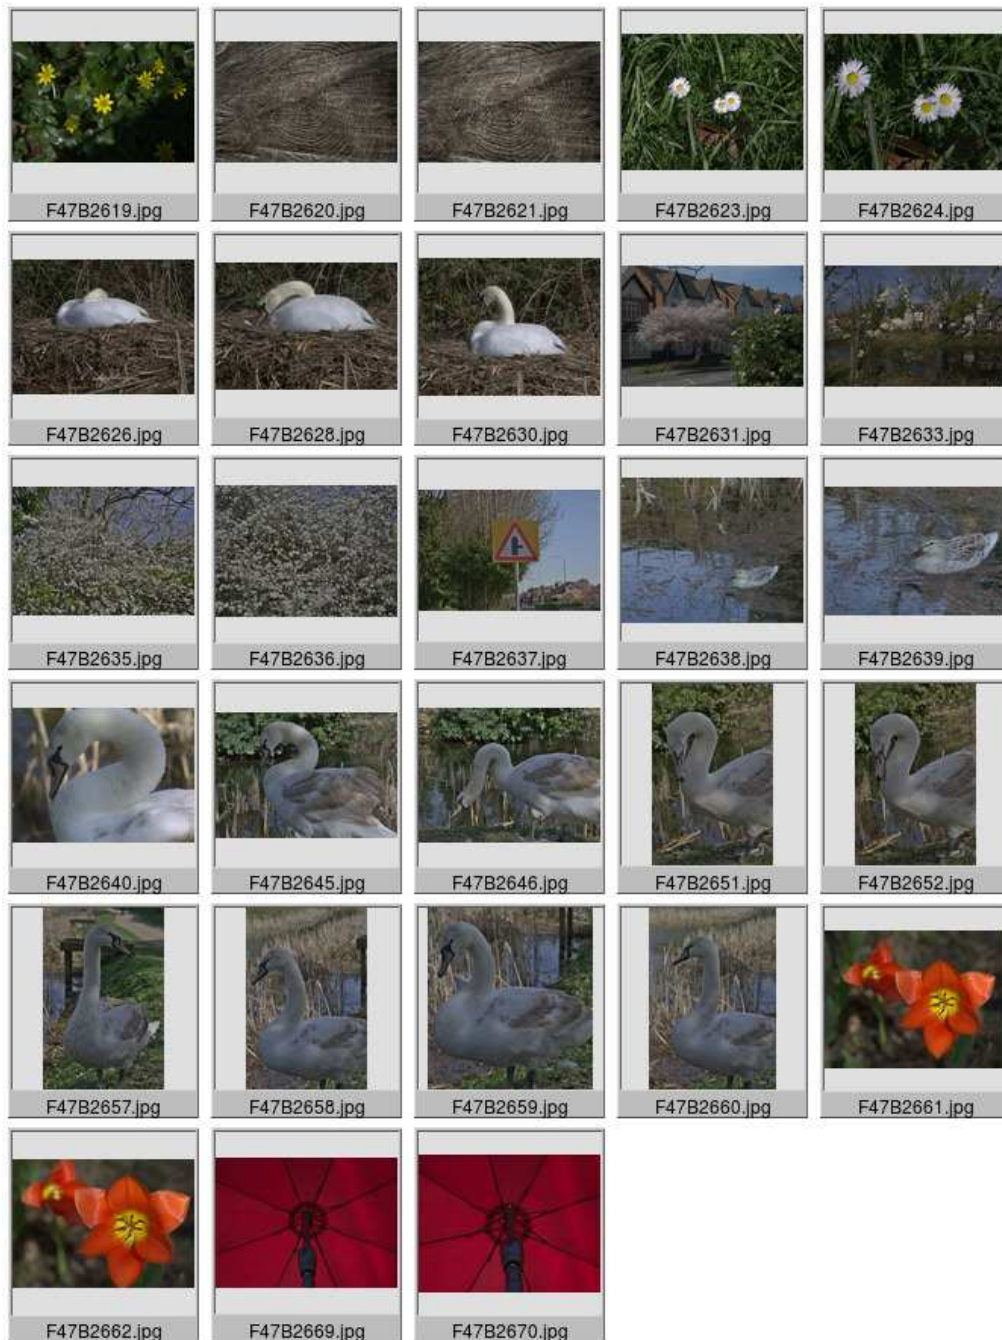 F47B2619.jpg F47B2620.jpg F47B2621.jpg F47B2623.jpg F47B2624.jpg
F47B2626.jpg F47B2628.jpg F47B2630.jpg F47B2631.jpg F47B2633.jpg
F47B2635.jpg F47B2636.jpg F47B2637.jpg F47B2638.jpg F47B2639.jpg
F47B2640.jpg F47B2645.jpg F47B2646.jpg F47B2651.jpg F47B2652.jpg
F47B2657.jpg F47B2658.jpg F47B2659.jpg F47B2660.jpg F47B2661.jpg
F47B2662.jpg F47B2669.jpg F47B2670.jpg